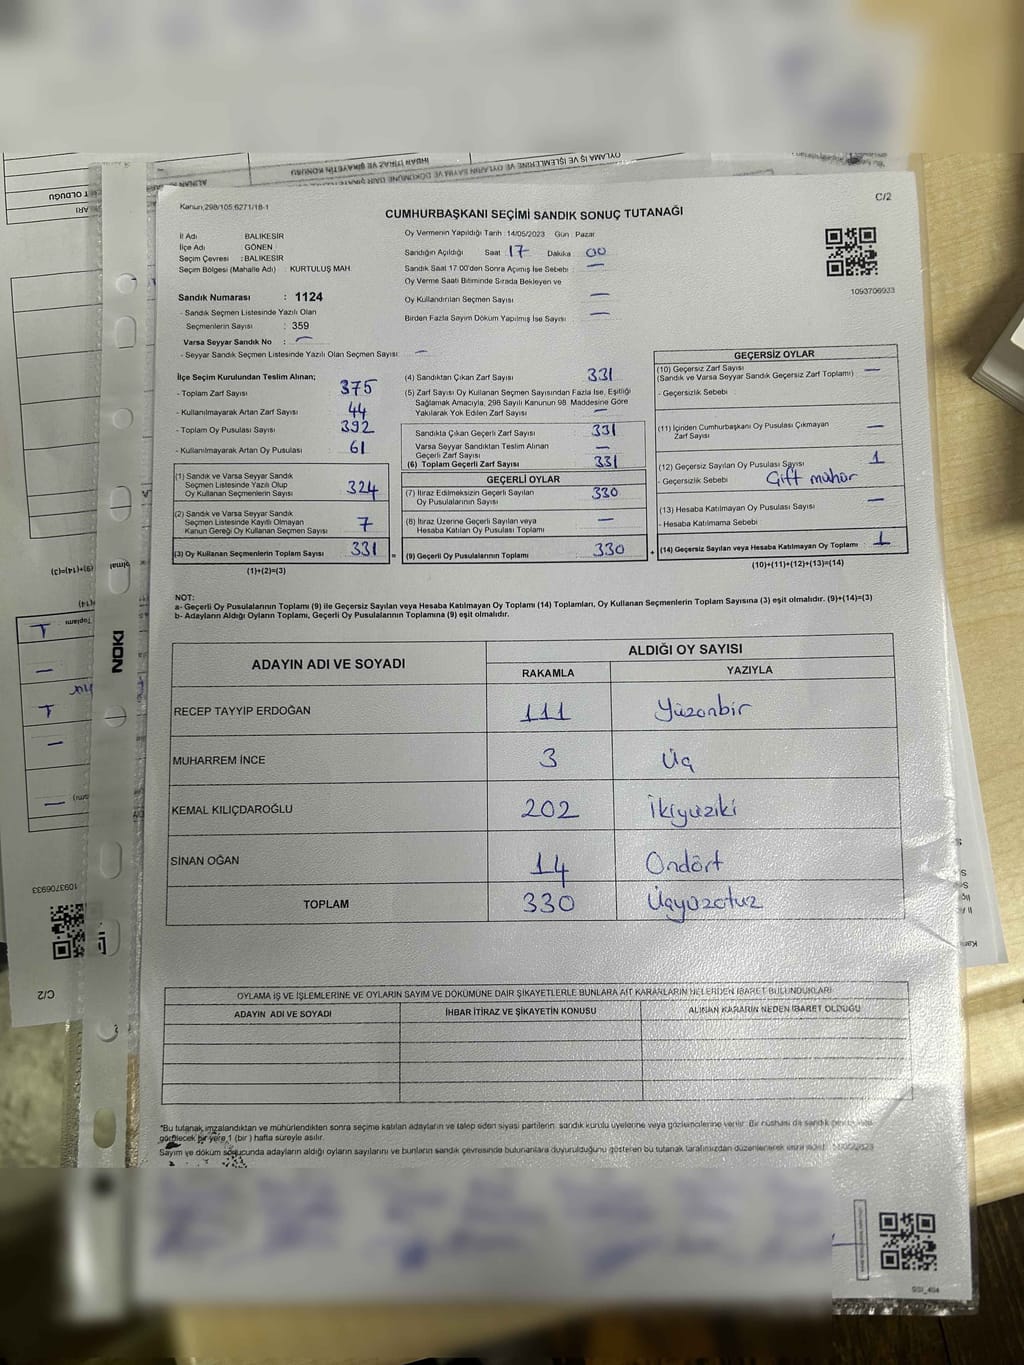 Kanun,298/105,6271/18-1
C/2
CUMHURBAŞKANI SEÇİMİ SANDIK SONUÇ TUTANAĞI
İl Adı BALIKESİR
İlçe Adı GÖNEN
Seçim Çevresi : BALIKESİR
Seçim Bölgesi (Mahalle Adı) : KURTULUŞ MAH
Sandık Numarası : 1124
- Sandık Seçmen Listesinde Yazılı Olan
Seçmenlerin Sayısı : 359
Varsa Seyyar Sandık No : —
- Seyyar Sandık Seçmen Listesinde Yazılı Olan Seçmen Sayısı: —
Oy Vermenin Yapıldığı Tarih : 14/05/2023 Gün : Pazar
Sandığın Açıldığı Saat 17 Dakika 00
Sandık Saat 17:00'den Sonra Açılmış İse Sebebi : —
Oy Verme Saati Bitiminde Sırada Bekleyen ve
Oy Kullandırılan Seçmen Sayısı —
Birden Fazla Sayım Döküm Yapılmış İse Sayısı —
1093706933
İlçe Seçim Kurulundan Teslim Alınan;
- Toplam Zarf Sayısı 375
- Kullanılmayarak Artan Zarf Sayısı 44
- Toplam Oy Pusulası Sayısı 392
- Kullanılmayarak Artan Oy Pusulası 61
(1) Sandık ve Varsa Seyyar Sandık
Seçmen Listesinde Yazılı Olup
Oy Kullanan Seçmenlerin Sayısı 324
(2) Sandık ve Varsa Seyyar Sandık
Seçmen Listesinde Kayıtlı Olmayan
Kanun Gereği Oy Kullanan Seçmen Sayısı 7
(3) Oy Kullanan Seçmenlerin Toplam Sayısı 331 =
(1)+(2)=(3)
(4) Sandıktan Çıkan Zarf Sayısı 331
(5) Zarf Sayısı Oy Kullanan Seçmen Sayısından Fazla İse, Eşitliği
Sağlamak Amacıyla, 298 Sayılı Kanunun 98. Maddesine Göre
Yakılarak Yok Edilen Zarf Sayısı —
Sandıkta Çıkan Geçerli Zarf Sayısı 331
Varsa Seyyar Sandıktan Teslim Alınan
Geçerli Zarf Sayısı —
(6) Toplam Geçerli Zarf Sayısı 331
GEÇERLİ OYLAR
(7) İtiraz Edilmeksizin Geçerli Sayılan
Oy Pusulalarının Sayısı 330
(8) İtiraz Üzerine Geçerli Sayılan veya
Hesaba Katılan Oy Pusulası Toplamı —
(9) Geçerli Oy Pusulalarının Toplamı 330 +
GEÇERSİZ OYLAR
(10) Geçersiz Zarf Sayısı
(Sandık ve Varsa Seyyar Sandık Geçersiz Zarf Toplamı) —
- Geçersizlik Sebebi
(11) İçinden Cumhurbaşkanı Oy Pusulası Çıkmayan
Zarf Sayısı —
(12) Geçersiz Sayılan Oy Pusulası Sayısı 1
- Geçersizlik Sebebi Çift mühür
(13) Hesaba Katılmayan Oy Pusulası Sayısı —
- Hesaba Katılmama Sebebi
(14) Geçersiz Sayılan veya Hesaba Katılmayan Oy Toplamı 1
(10)+(11)+(12)+(13)=(14)
NOT:
a- Geçerli Oy Pusulalarının Toplamı (9) ile Geçersiz Sayılan veya Hesaba Katılmayan Oy Toplamı (14) Toplamları, Oy Kullanan Seçmenlerin Toplam Sayısına (3) eşit olmalıdır. (9)+(14)=(3)
b- Adayların Aldığı Oyların Toplamı, Geçerli Oy Pusulalarının Toplamına (9) eşit olmalıdır.
ADAYIN ADI VE SOYADI
ALDIĞI OY SAYISI
RAKAMLA YAZIYLA
RECEP TAYYİP ERDOĞAN 111 Yüzonbir
MUHARREM İNCE 3 Üç
KEMAL KILIÇDAROĞLU 202 İkiyüziki
SİNAN OĞAN 14 Ondört
TOPLAM 330 Üçyüzotuz
OYLAMA İŞ VE İŞLEMLERİNE VE OYLARIN SAYIM VE DÖKÜMÜNE DAİR ŞİKAYETLERLE BUNLARA AİT KARARLARIN NELERDEN İBARET BULUNDUKLARI
ADAYIN ADI VE SOYADI İHBAR İTİRAZ VE ŞİKAYETİN KONUSU ALINAN KARARIN NEDEN İBARET OLDUĞU
*Bu tutanak imzalandıktan ve mühürlendikten sonra seçime katılan adayların ve talep eden siyasi partilerin sandık kurulu üyelerine veya gözlemcilerine verilir. Bir nüshası da sandık
görülecek bir yere 1 (bir) hafta süreyle asılır.
Sayım ve döküm sonucunda adayların aldığı oyların sayılarını ve bunların sandık çevresinde bulunanlara duyurulduğunu gösteren bu tutanak tarafımızdan düzenlenerek
NOKI
1093706933
C/2